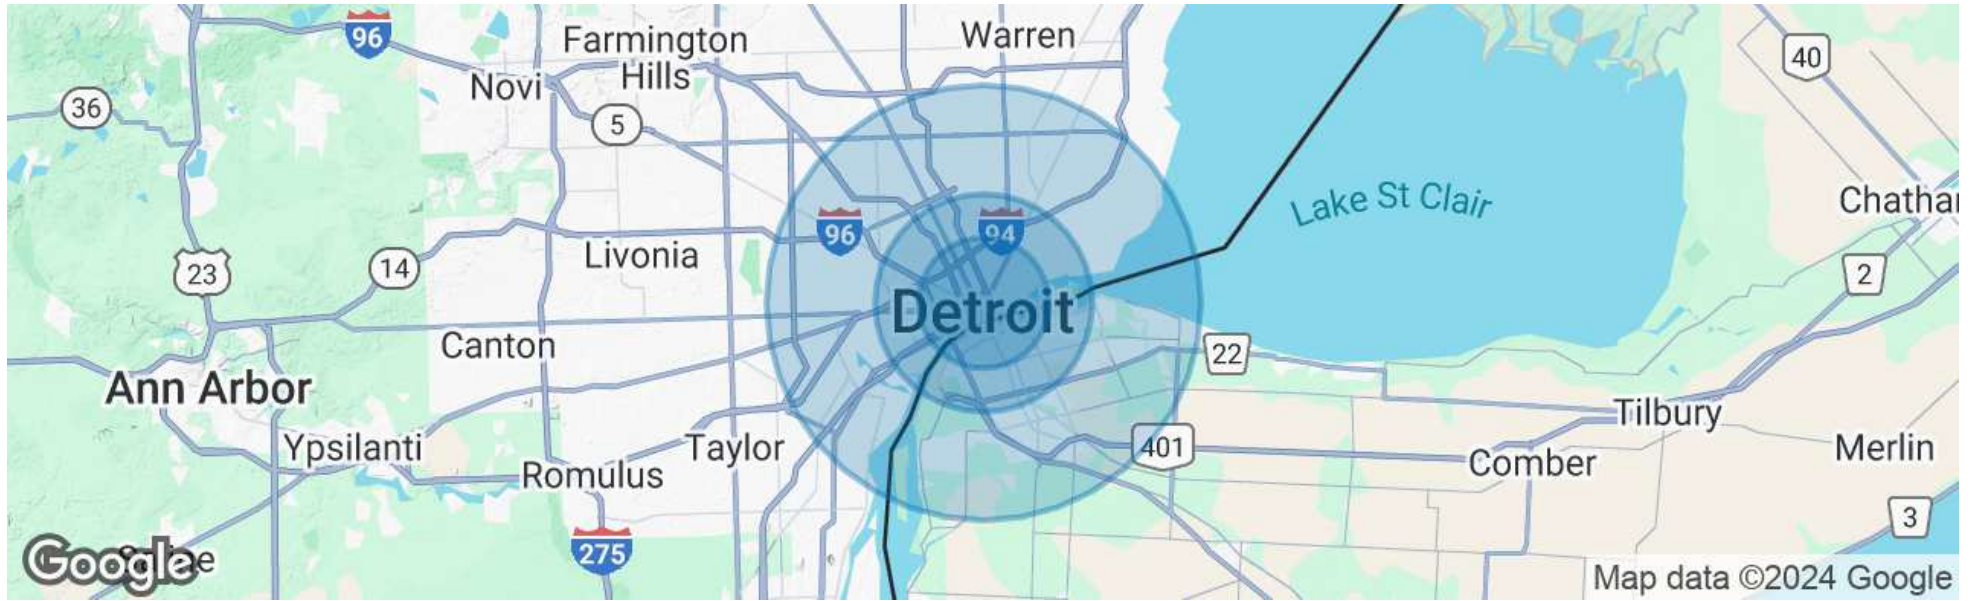 96
Farmington
Hills
Warren
40
Novi
36
5
Lake St Clair
Chatha
96
94
23
14
Livonia
2
Detroit
Canton
22
Ann Arbor
Tilbury
Ypsilanti
Taylor
401
Merlin
Romulus
Comber
3
275
Google
Map data ©2024 Google